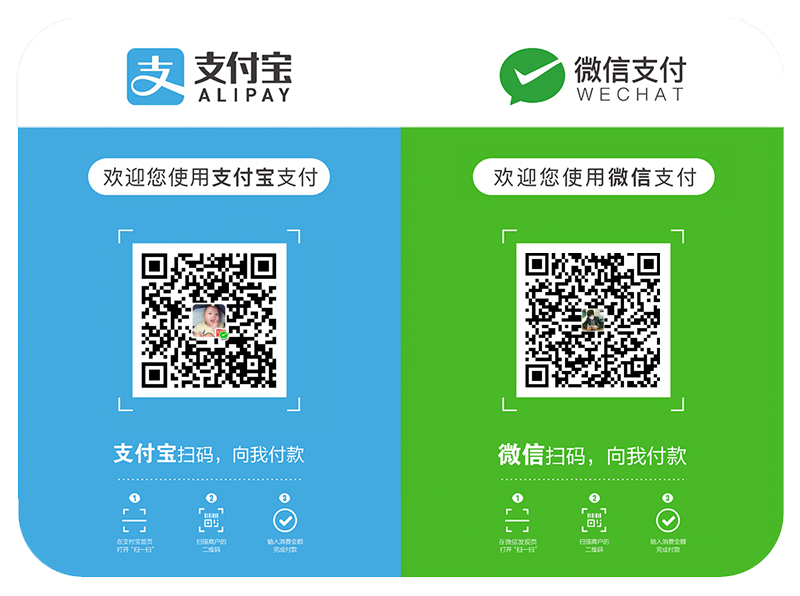 支付宝
ALIPAY
欢迎您使用支付宝支付
支付宝扫码，向我付款
1
在支付宝首页
打开“扫一扫”
2
扫描商户的
二维码
3
输入消费金额
完成付款
微信支付
WECHAT
欢迎您使用微信支付
微信扫码，向我付款
1
在微信发现页
打开“扫一扫”
2
扫描商户的
二维码
3
输入消费金额
完成付款